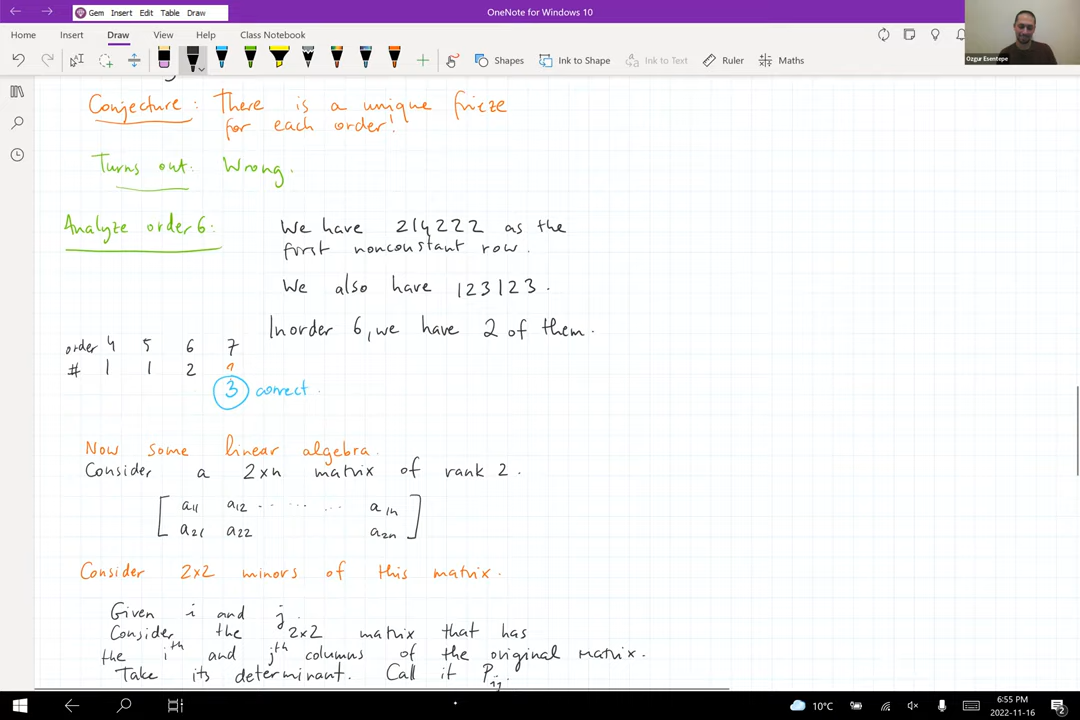 Gem Insert Edit Table Draw
OneNote for Windows 10
Home Insert Draw View Help Class Notebook
Shapes Ink to Shape Ink to Text Ruler Maths
Ozgur Esentepe
Conjecture: There is a unique frieze
for each order!
Turns out: Wrong.
Analyze order 6:
We have 214222 as the
first nonconstant row.
We also have 123123.
In order 6, we have 2 of them.
order 4 5 6 7
# 1 1 2
3 correct.
Now some linear algebra.
Consider a 2xn matrix of rank 2.
a11 a12 ... ... ... a1n
a21 a22 a2n
Consider 2x2 minors of this matrix.
Given i and j.
Consider the 2x2 matrix that has
the ith and jth columns of the original matrix.
Take its determinant. Call it Pij.
10°C
6:55 PM
2022-11-16
2